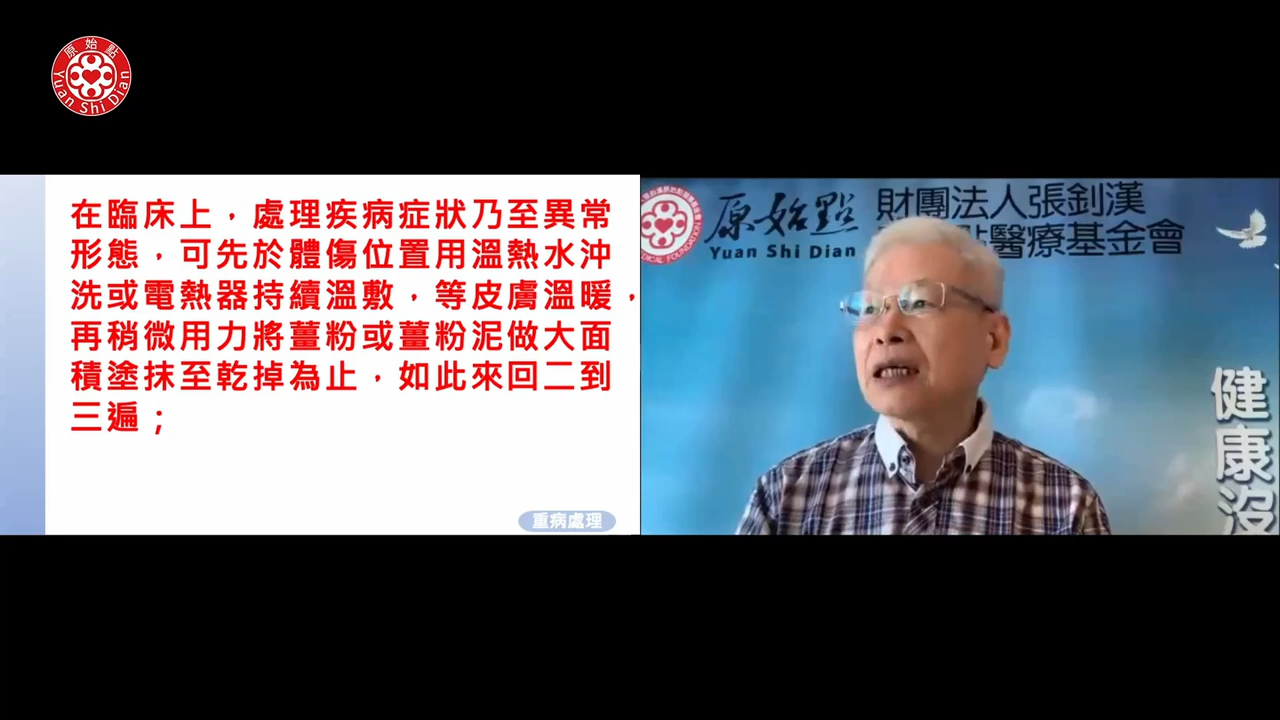 原始點
Yuan Shi Dian
在臨床上，處理疾病症狀乃至異常
形態，可先於體傷位置用溫熱水沖
洗或電熱器持續溫敷，等皮膚溫暖，
再稍微用力將薑粉或薑粉泥做大面
積塗抹至乾掉為止，如此來回二到
三遍；
重病處理
原始點
Yuan Shi Dian
財團法人張釗漢
點醫療基金會
健康沒